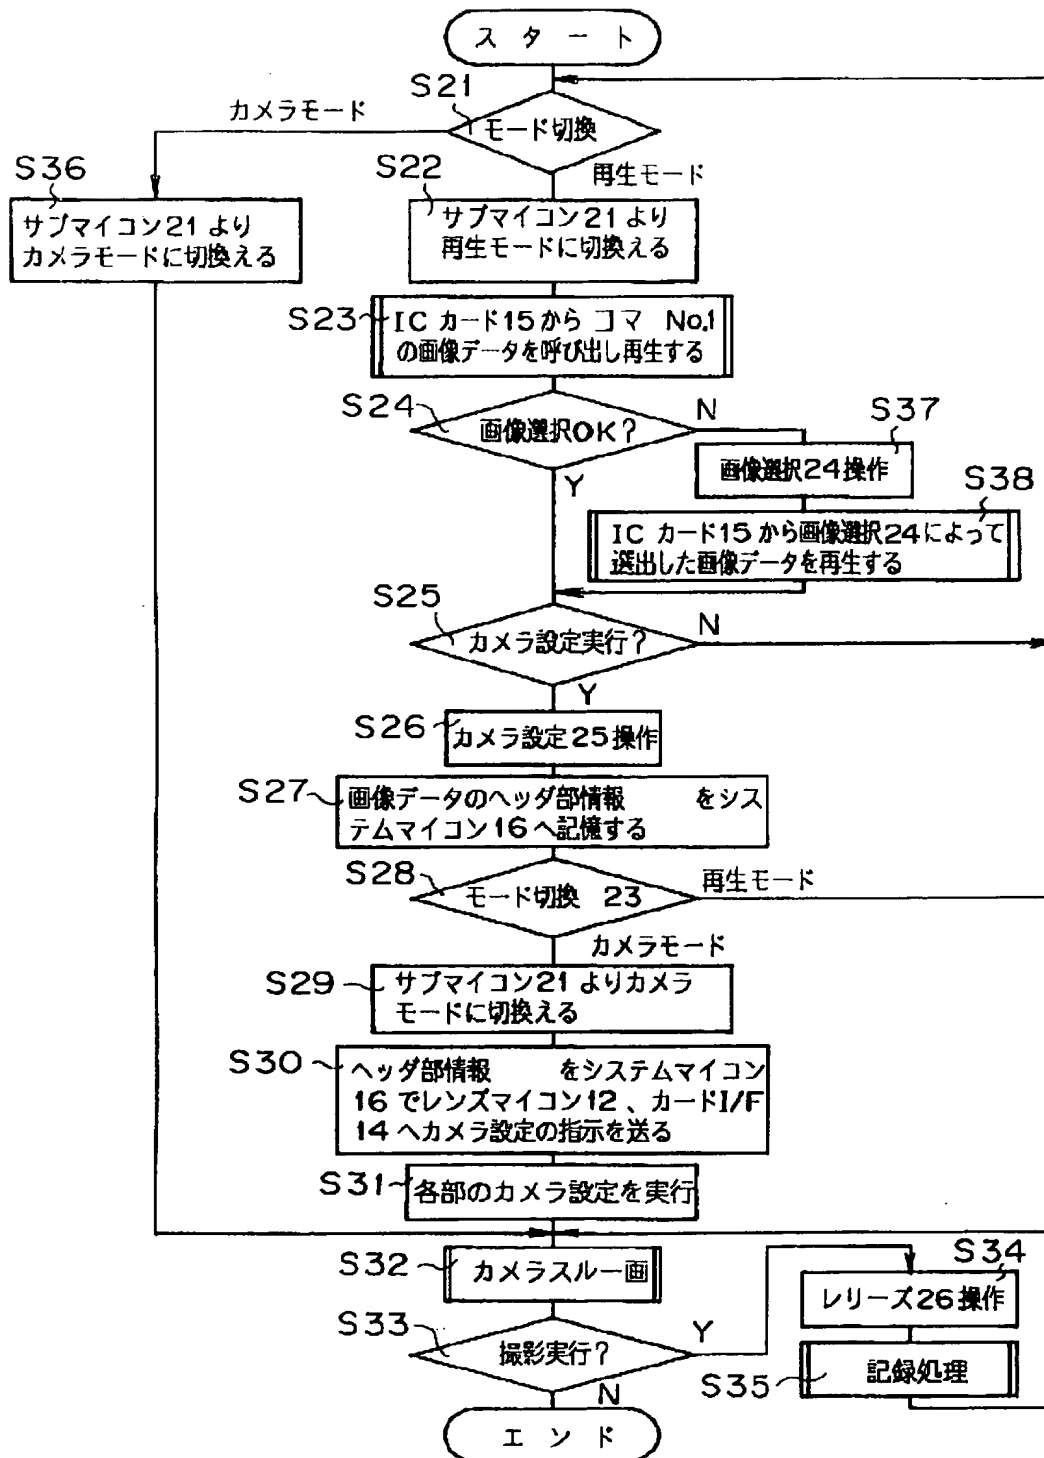 スタート
S21
カメラモード
モード切換
S36
S22
再生モード
サブマイコン21より
カメラモードに切換える
サブマイコン21より
再生モードに切換える
S23
ICカード15から コマ No.1
の画像データを呼び出し再生する
S24
画像選択OK?
N
Y
S37
画像選択24操作
S38
ICカード15から画像選択24によって
選出した画像データを再生する
S25
カメラ設定実行?
N
Y
S26
カメラ設定25操作
S27
画像データのヘッダ部情報 をシス
テムマイコン16へ記憶する
S28
モード切換 23
再生モード
カメラモード
S29
サブマイコン21よりカメラ
モードに切換える
S30
ヘッダ部情報 をシステムマイコン
16でレンズマイコン12、カードI/F
14へカメラ設定の指示を送る
S31
各部のカメラ設定を実行
S32
カメラスルー画
S33
撮影実行?
Y
N
S34
レリーズ26操作
S35
記録処理
エンド